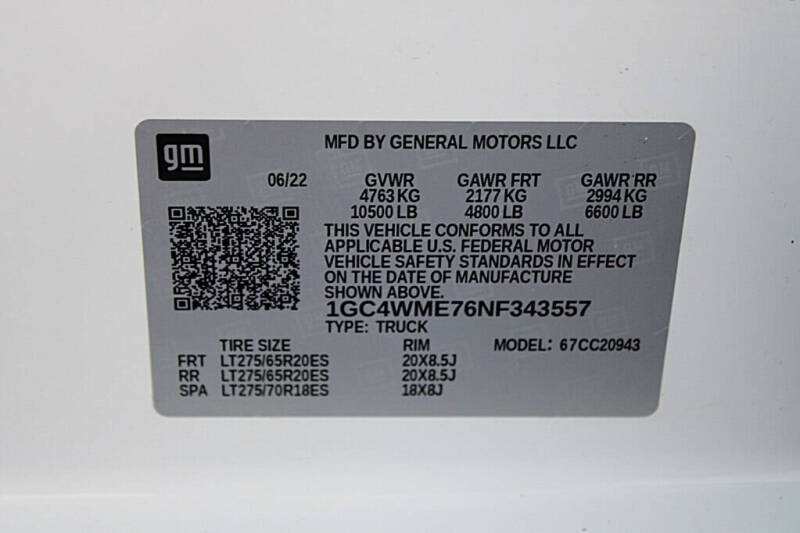 gm
MFD BY GENERAL MOTORS LLC
06/22 GVWR GAWR FRT GAWR RR
4763 KG 2177 KG 2994 KG
10500 LB 4800 LB 6600 LB
THIS VEHICLE CONFORMS TO ALL
APPLICABLE U.S. FEDERAL MOTOR
VEHICLE SAFETY STANDARDS IN EFFECT
ON THE DATE OF MANUFACTURE
SHOWN ABOVE.
1GC4WME76NF343557
TYPE: TRUCK
TIRE SIZE RIM MODEL: 67CC20943
FRT LT275/65R20ES 20X8.5J
RR LT275/65R20ES 20X8.5J
SPA LT275/70R18ES 18X8J